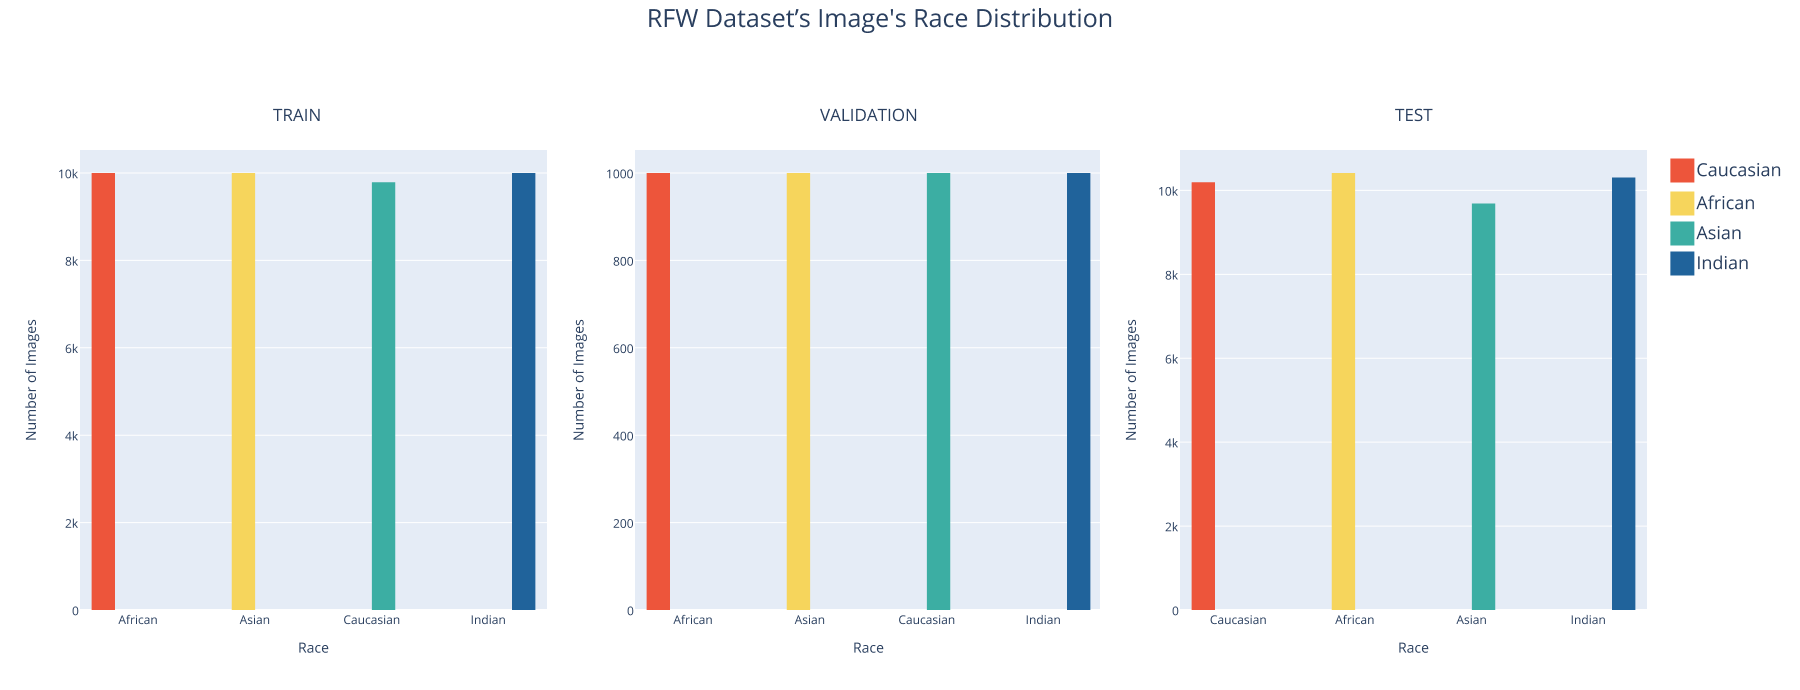 RFW Dataset’s Image's Race Distribution
TRAIN
10k
8k
6k
4k
2k
0
Number of Images
African Asian Caucasian Indian
Race
VALIDATION
1000
800
600
400
200
0
Number of Images
African Asian Caucasian Indian
Race
TEST
10k
8k
6k
4k
2k
0
Number of Images
Caucasian African Asian Indian
Race
Caucasian
African
Asian
Indian